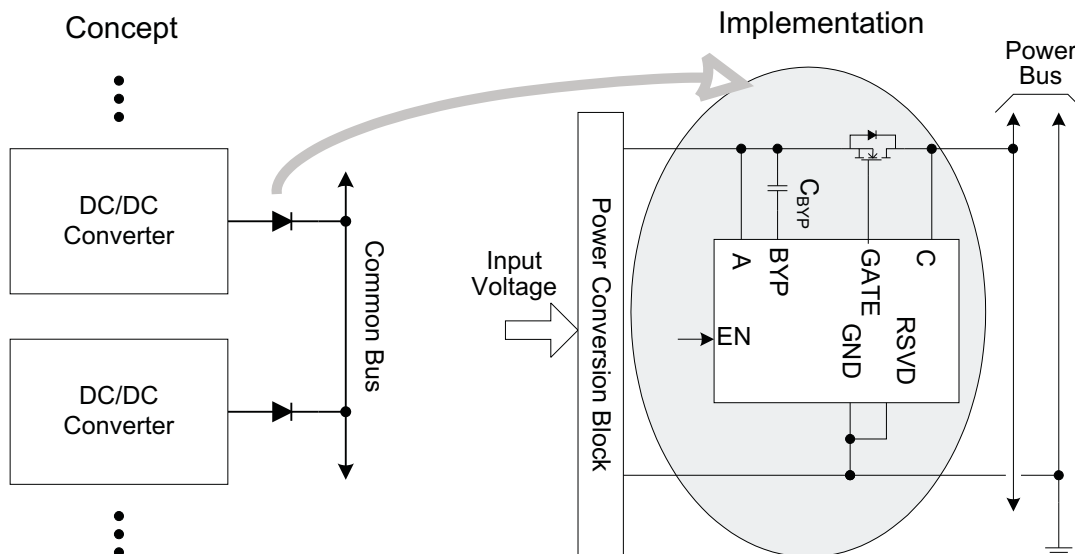 Concept
Implementation
Power
Bus
DC/DC
Converter
DC/DC
Converter
Common Bus
Input
Voltage
Power Conversion Block
C_BYP
A
BYP
GATE
C
EN
GND
RSVD